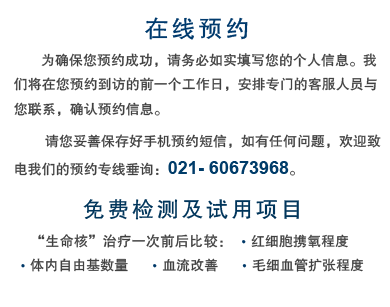 在线预约
为确保您预约成功，请务必如实填写您的个人信息。我
们将在您预约到访的前一个工作日，安排专门的客服人员与
您联系，确认预约信息。
请您妥善保存好手机预约短信，如有任何问题，欢迎致
电我们的预约专线垂询：021- 60673968。
免费检测及试用项目
“生命核”治疗一次前后比较： ·红细胞携氧程度
·体内自由基数量 ·血流改善 ·毛细血管扩张程度